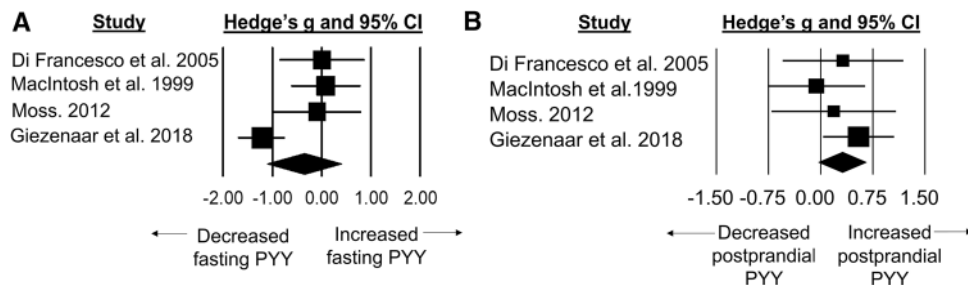 A
Study
Hedge's g and 95% CI
Di Francesco et al. 2005
MacIntosh et al. 1999
Moss. 2012
Giezenaar et al. 2018
-2.00 -1.00 0.00 1.00 2.00
Decreased
fasting PYY
Increased
fasting PYY
B
Study
Hedge's g and 95% CI
Di Francesco et al. 2005
MacIntosh et al.1999
Moss. 2012
Giezenaar et al. 2018
-1.50 -0.75 0.00 0.75 1.50
Decreased
postprandial
PYY
Increased
postprandial
PYY